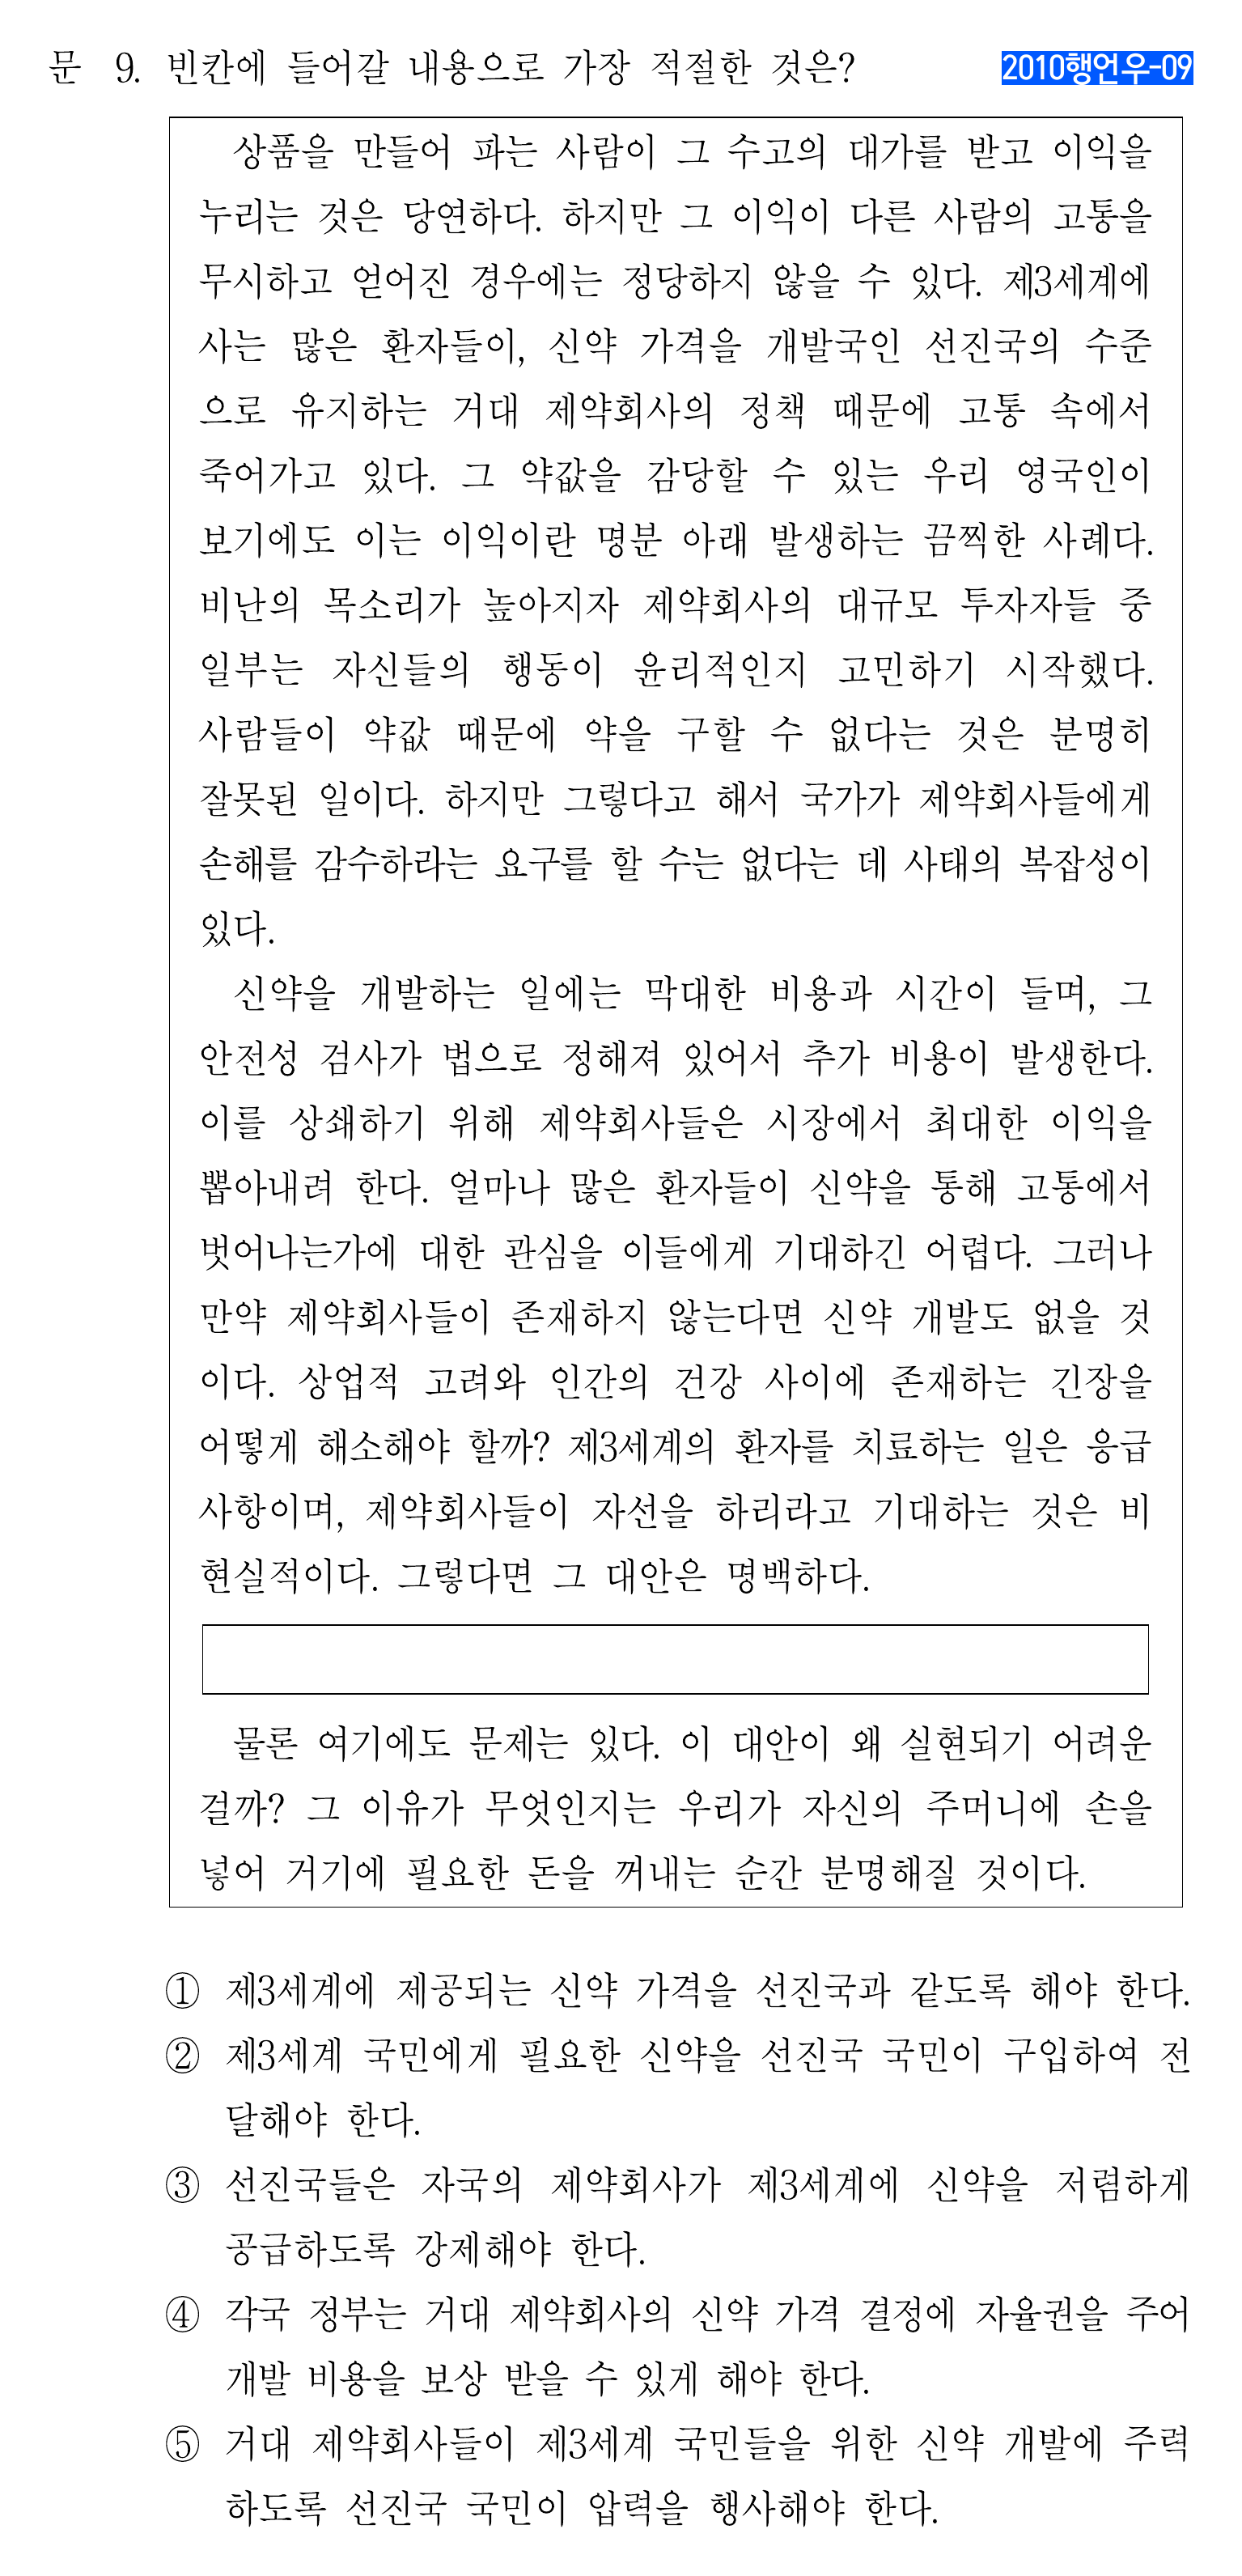 문 9. 빈칸에 들어갈 내용으로 가장 적절한 것은?
2010행언우-09
상품을 만들어 파는 사람이 그 수고의 대가를 받고 이익을
누리는 것은 당연하다. 하지만 그 이익이 다른 사람의 고통을
무시하고 얻어진 경우에는 정당하지 않을 수 있다. 제3세계에
사는 많은 환자들이, 신약 가격을 개발국인 선진국의 수준
으로 유지하는 거대 제약회사의 정책 때문에 고통 속에서
죽어가고 있다. 그 약값을 감당할 수 있는 우리 영국인이
보기에도 이는 이익이란 명분 아래 발생하는 끔찍한 사례다.
비난의 목소리가 높아지자 제약회사의 대규모 투자자들 중
일부는 자신들의 행동이 윤리적인지 고민하기 시작했다.
사람들이 약값 때문에 약을 구할 수 없다는 것은 분명히
잘못된 일이다. 하지만 그렇다고 해서 국가가 제약회사들에게
손해를 감수하라는 요구를 할 수는 없다는 데 사태의 복잡성이
있다.
신약을 개발하는 일에는 막대한 비용과 시간이 들며, 그
안전성 검사가 법으로 정해져 있어서 추가 비용이 발생한다.
이를 상쇄하기 위해 제약회사들은 시장에서 최대한 이익을
뽑아내려 한다. 얼마나 많은 환자들이 신약을 통해 고통에서
벗어나는가에 대한 관심을 이들에게 기대하긴 어렵다. 그러나
만약 제약회사들이 존재하지 않는다면 신약 개발도 없을 것
이다. 상업적 고려와 인간의 건강 사이에 존재하는 긴장을
어떻게 해소해야 할까? 제3세계의 환자를 치료하는 일은 응급
사항이며, 제약회사들이 자선을 하리라고 기대하는 것은 비
현실적이다. 그렇다면 그 대안은 명백하다.
물론 여기에도 문제는 있다. 이 대안이 왜 실현되기 어려운
걸까? 그 이유가 무엇인지는 우리가 자신의 주머니에 손을
넣어 거기에 필요한 돈을 꺼내는 순간 분명해질 것이다.
① 제3세계에 제공되는 신약 가격을 선진국과 같도록 해야 한다.
② 제3세계 국민에게 필요한 신약을 선진국 국민이 구입하여 전
달해야 한다.
③ 선진국들은 자국의 제약회사가 제3세계에 신약을 저렴하게
공급하도록 강제해야 한다.
④ 각국 정부는 거대 제약회사의 신약 가격 결정에 자율권을 주어
개발 비용을 보상 받을 수 있게 해야 한다.
⑤ 거대 제약회사들이 제3세계 국민들을 위한 신약 개발에 주력
하도록 선진국 국민이 압력을 행사해야 한다.